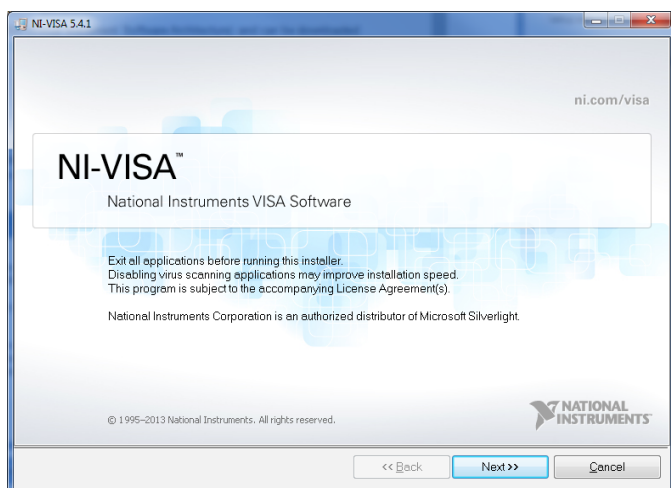 NI-VISA 5.4.1
ni.com/visa
NI-VISA™
National Instruments VISA Software
Exit all applications before running this installer.
Disabling virus scanning applications may improve installation speed.
This program is subject to the accompanying License Agreement(s).
National Instruments Corporation is an authorized distributor of Microsoft Silverlight.
© 1995–2013 National Instruments. All rights reserved.
NATIONAL
INSTRUMENTS
<< Back Next >> Cancel